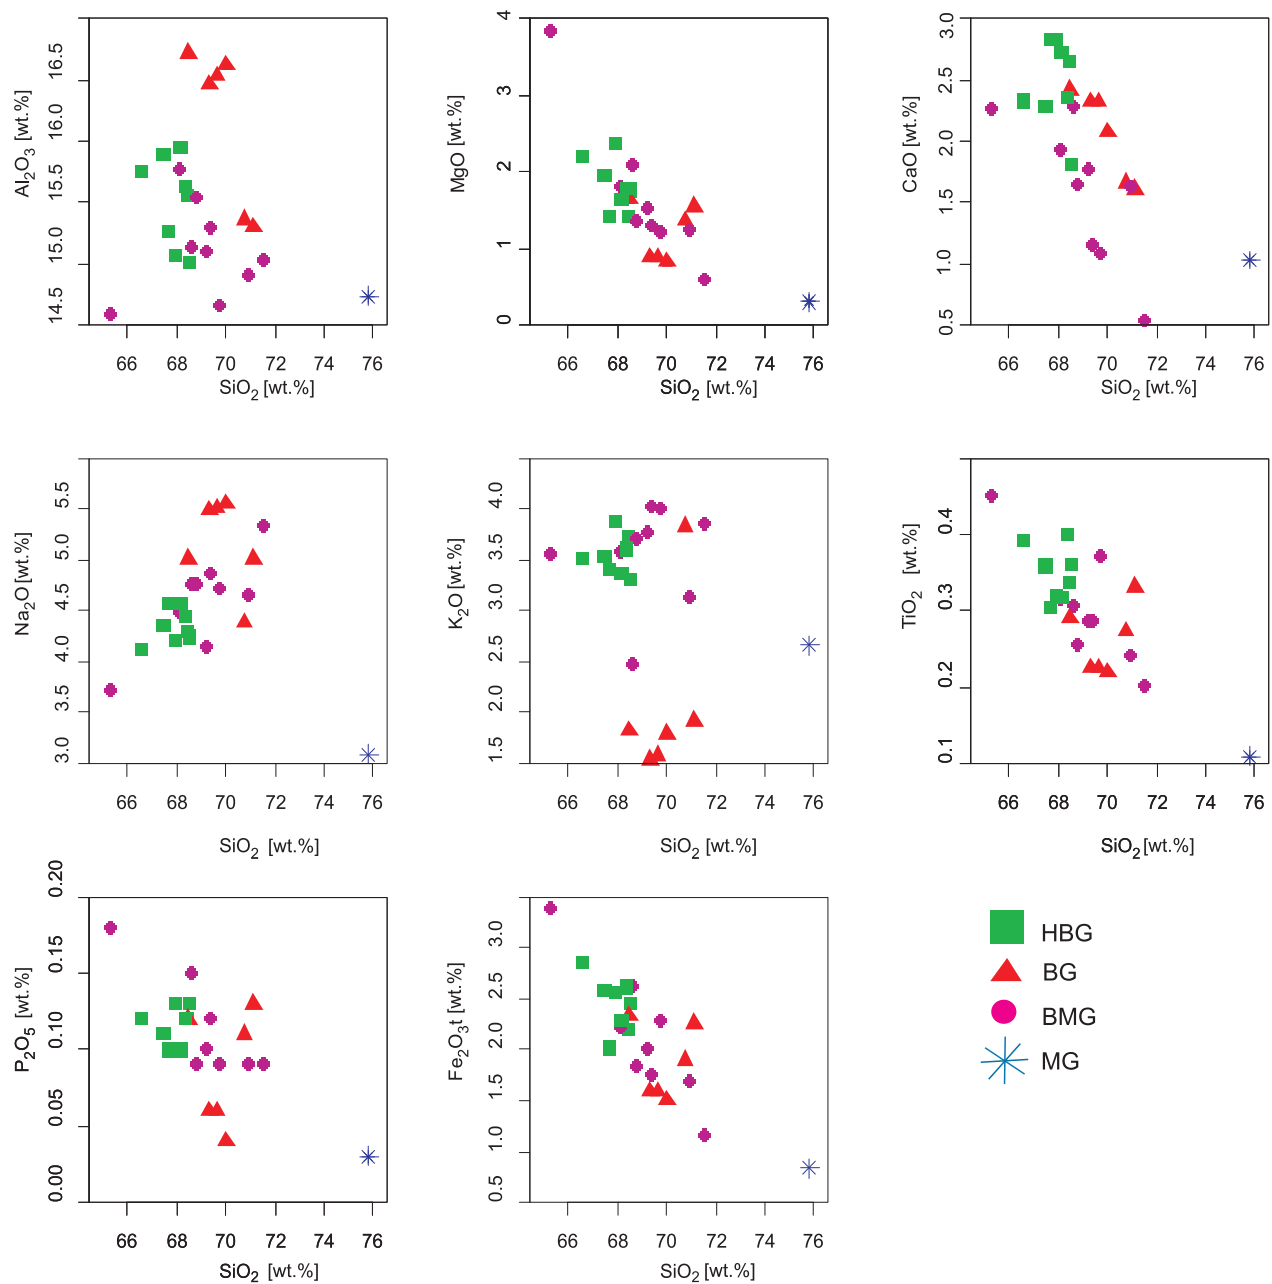 Al2O3 [wt.%]
16.5
16.0
15.5
15.0
14.5
66 68 70 72 74 76
SiO2 [wt.%]
MgO [wt.%]
4
3
2
1
0
66 68 70 72 74 76
SiO2 [wt.%]
CaO [wt.%]
3.0
2.5
2.0
1.5
1.0
0.5
66 68 70 72 74 76
SiO2 [wt.%]
Na2O [wt.%]
5.5
5.0
4.5
4.0
3.5
3.0
66 68 70 72 74 76
SiO2 [wt.%]
K2O [wt.%]
4.0
3.5
3.0
2.5
2.0
1.5
66 68 70 72 74 76
SiO2 [wt.%]
TiO2 [wt.%]
0.4
0.3
0.2
0.1
66 68 70 72 74 76
SiO2 [wt.%]
P2O5 [wt.%]
0.20
0.15
0.10
0.05
0.00
66 68 70 72 74 76
SiO2 [wt.%]
Fe2O3t [wt.%]
3.0
2.5
2.0
1.5
1.0
0.5
66 68 70 72 74 76
SiO2 [wt.%]
HBG
BG
BMG
MG